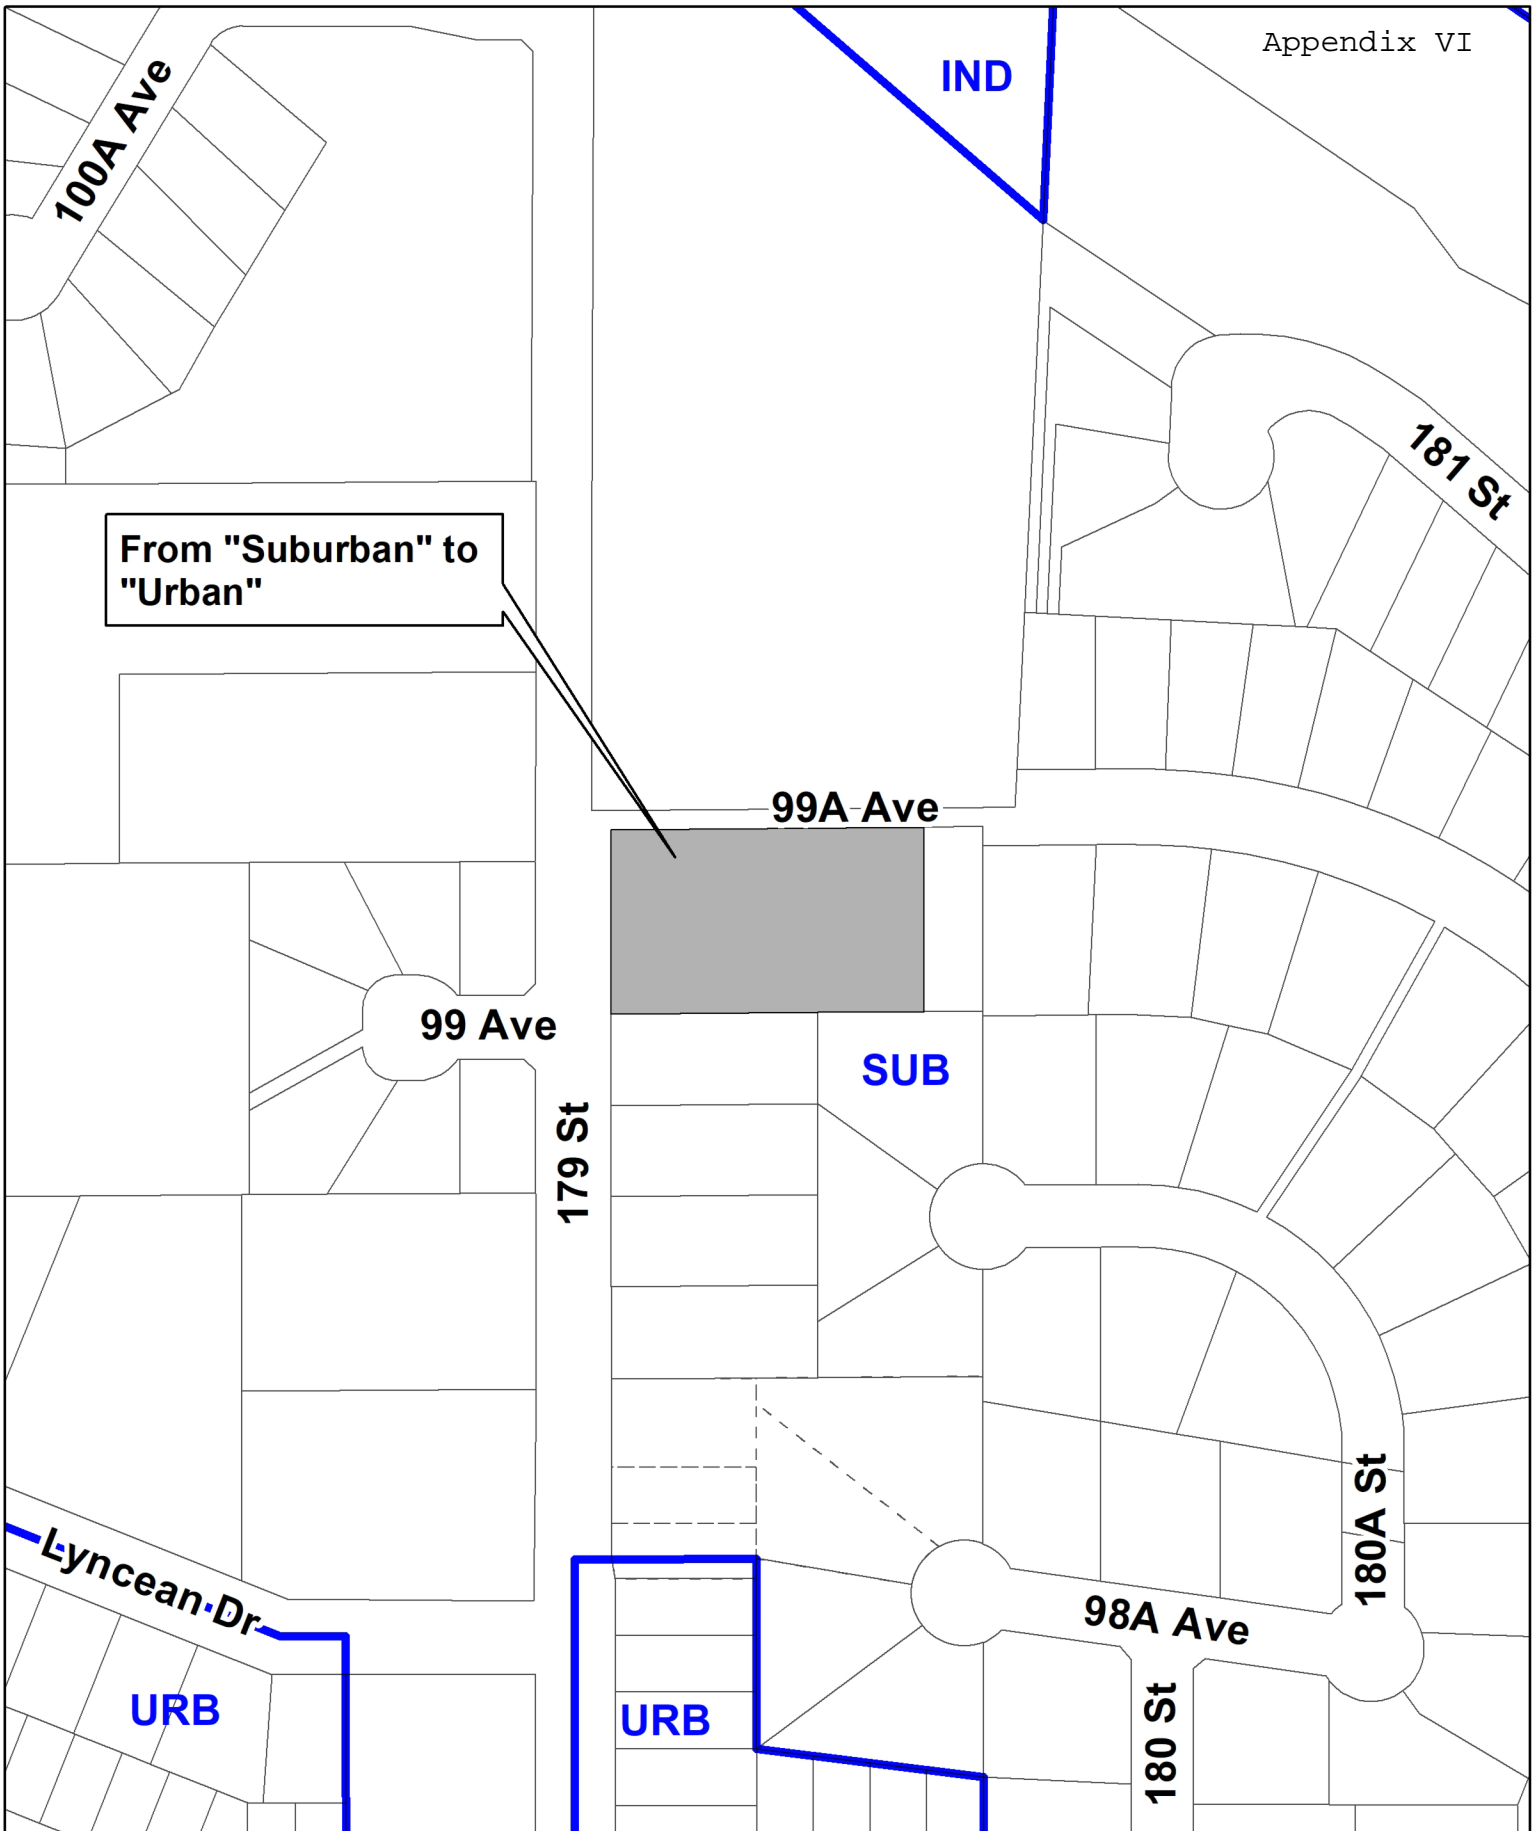 Appendix VI
IND
100A Ave
181 St
From "Suburban" to
"Urban"
99A Ave
99 Ave
SUB
179 St
180A St
Lyncean Dr
98A Ave
URB
URB
180 St